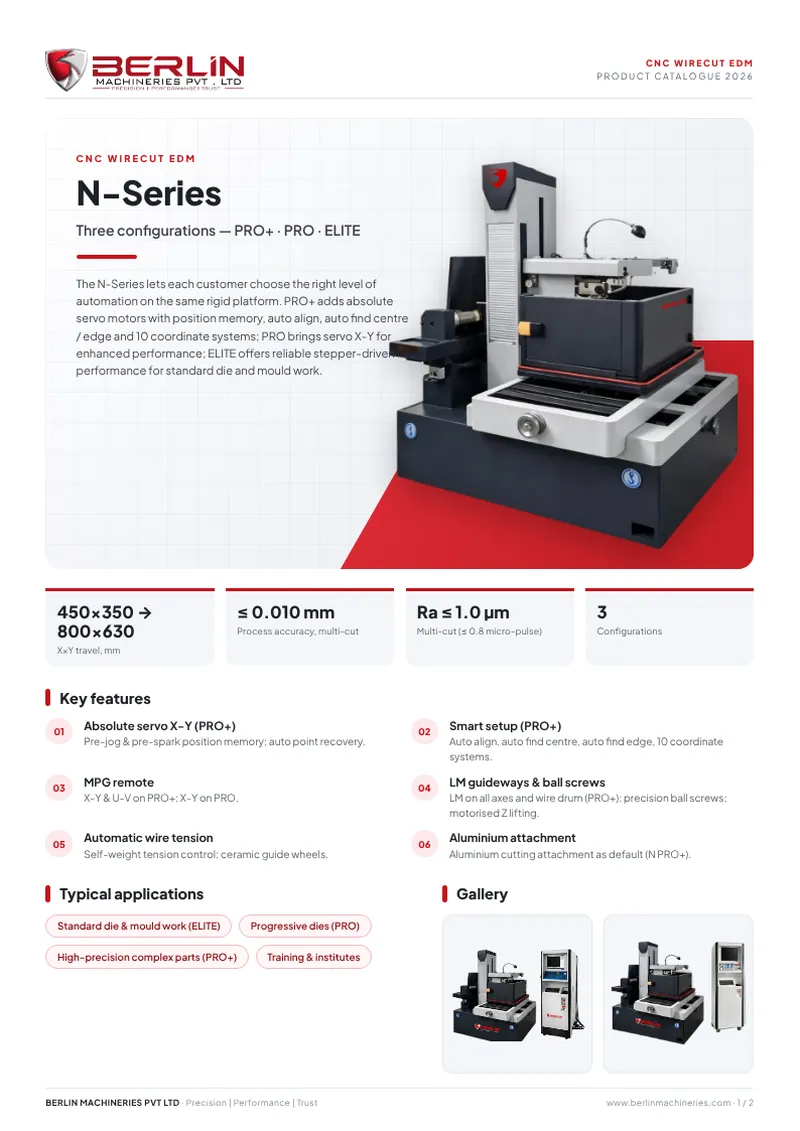 BERLIN
MACHINERIES PVT . LTD
CNC WIRECUT EDM
PRODUCT CATALOGUE 2026
CNC WIRECUT EDM
N-Series
Three configurations — PRO+ · PRO · ELITE
The N-Series lets each customer choose the right level of
automation on the same rigid platform. PRO+ adds absolute
servo motors with position memory, auto align, auto find centre
/ edge and 10 coordinate systems; PRO brings servo X-Y for
enhanced performance; ELITE offers reliable stepper-driven
performance for standard die and mould work.
450×350 →
800×630
X×Y travel, mm
≤ 0.010 mm
Process accuracy, multi-cut
Ra ≤ 1.0 µm
Multi-cut (≤ 0.8 micro-pulse)
3
Configurations
Key features
01
Absolute servo X-Y (PRO+)
Pre-jog & pre-spark position memory; auto point recovery.
02
Smart setup (PRO+)
Auto align, auto find centre, auto find edge, 10 coordinate
systems.
03
MPG remote
X-Y & U-V on PRO+; X-Y on PRO.
04
LM guideways & ball screws
LM on all axes and wire drum (PRO+); precision ball screws;
motorised Z lifting.
05
Automatic wire tension
Self-weight tension control; ceramic guide wheels.
06
Aluminium attachment
Aluminium cutting attachment as default (N PRO+).
Typical applications
Standard die & mould work (ELITE)
Progressive dies (PRO)
High-precision complex parts (PRO+)
Training & institutes
Gallery
BERLIN MACHINERIES PVT LTD · Precision | Performance | Trust
www.berlinmachineries.com · 1 / 2